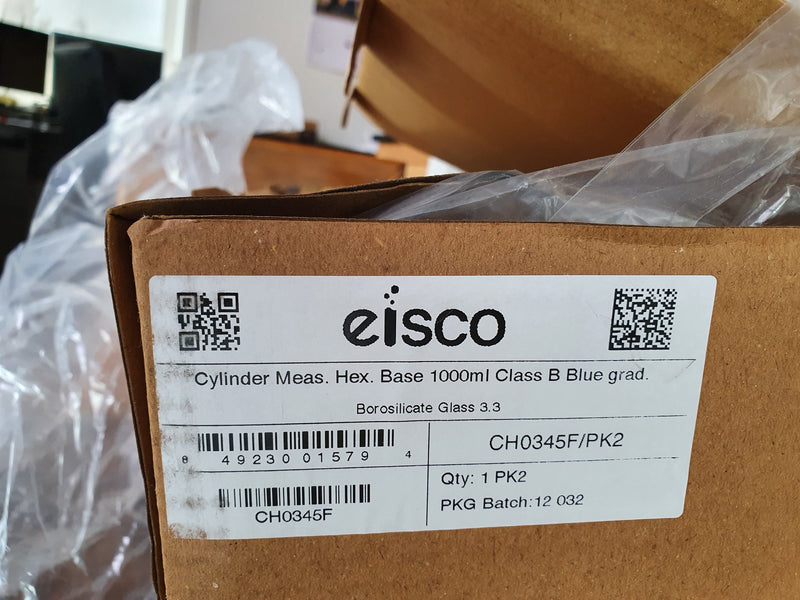 eisco
Cylinder Meas. Hex. Base 1000ml Class B Blue grad.
Borosilicate Glass 3.3
8 49230 01579 4
CH0345F/PK2
CH0345F
Qty: 1 PK2
PKG Batch:12 032